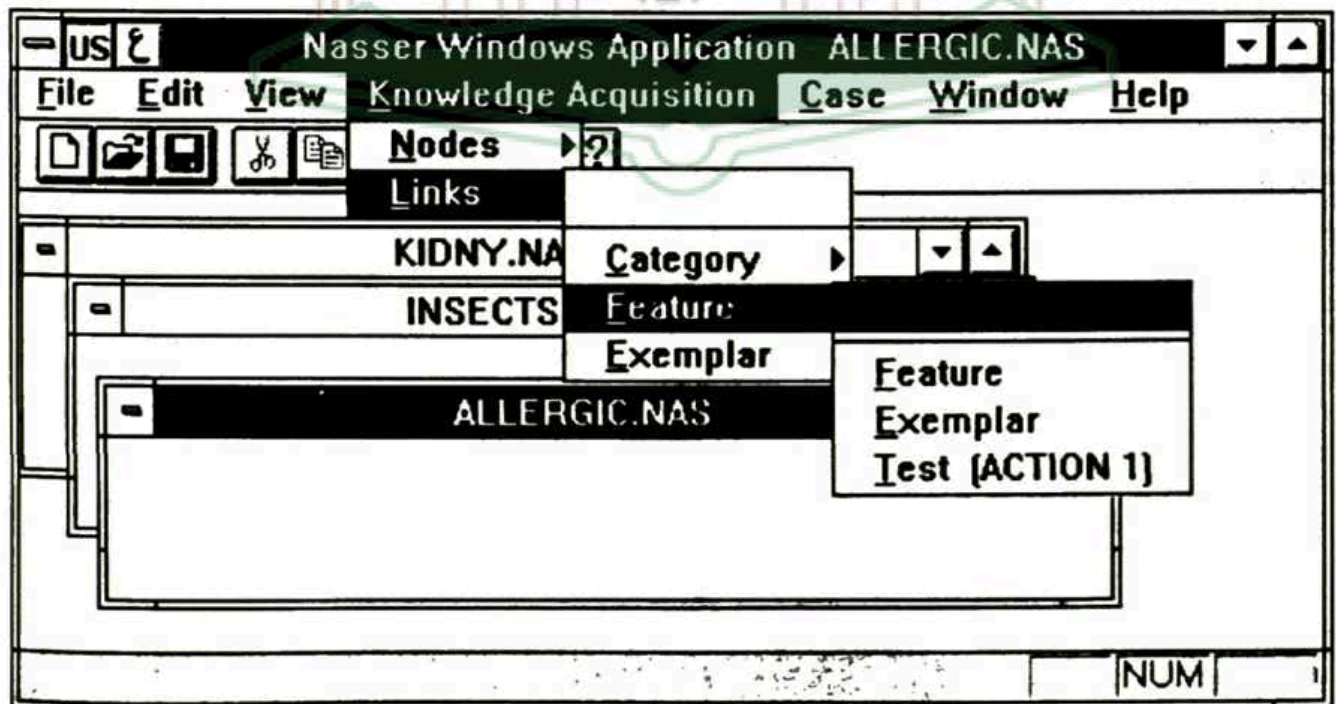 US ع Nasser Windows Application ALLERGIC.NAS
File Edit View Knowledge Acquisition Case Window Help
Nodes ?
Links
KIDNY.NA Category
INSECTS Feature
Exemplar
Feature
ALLERGIC.NAS
Exemplar
Test (ACTION 1)
NUM